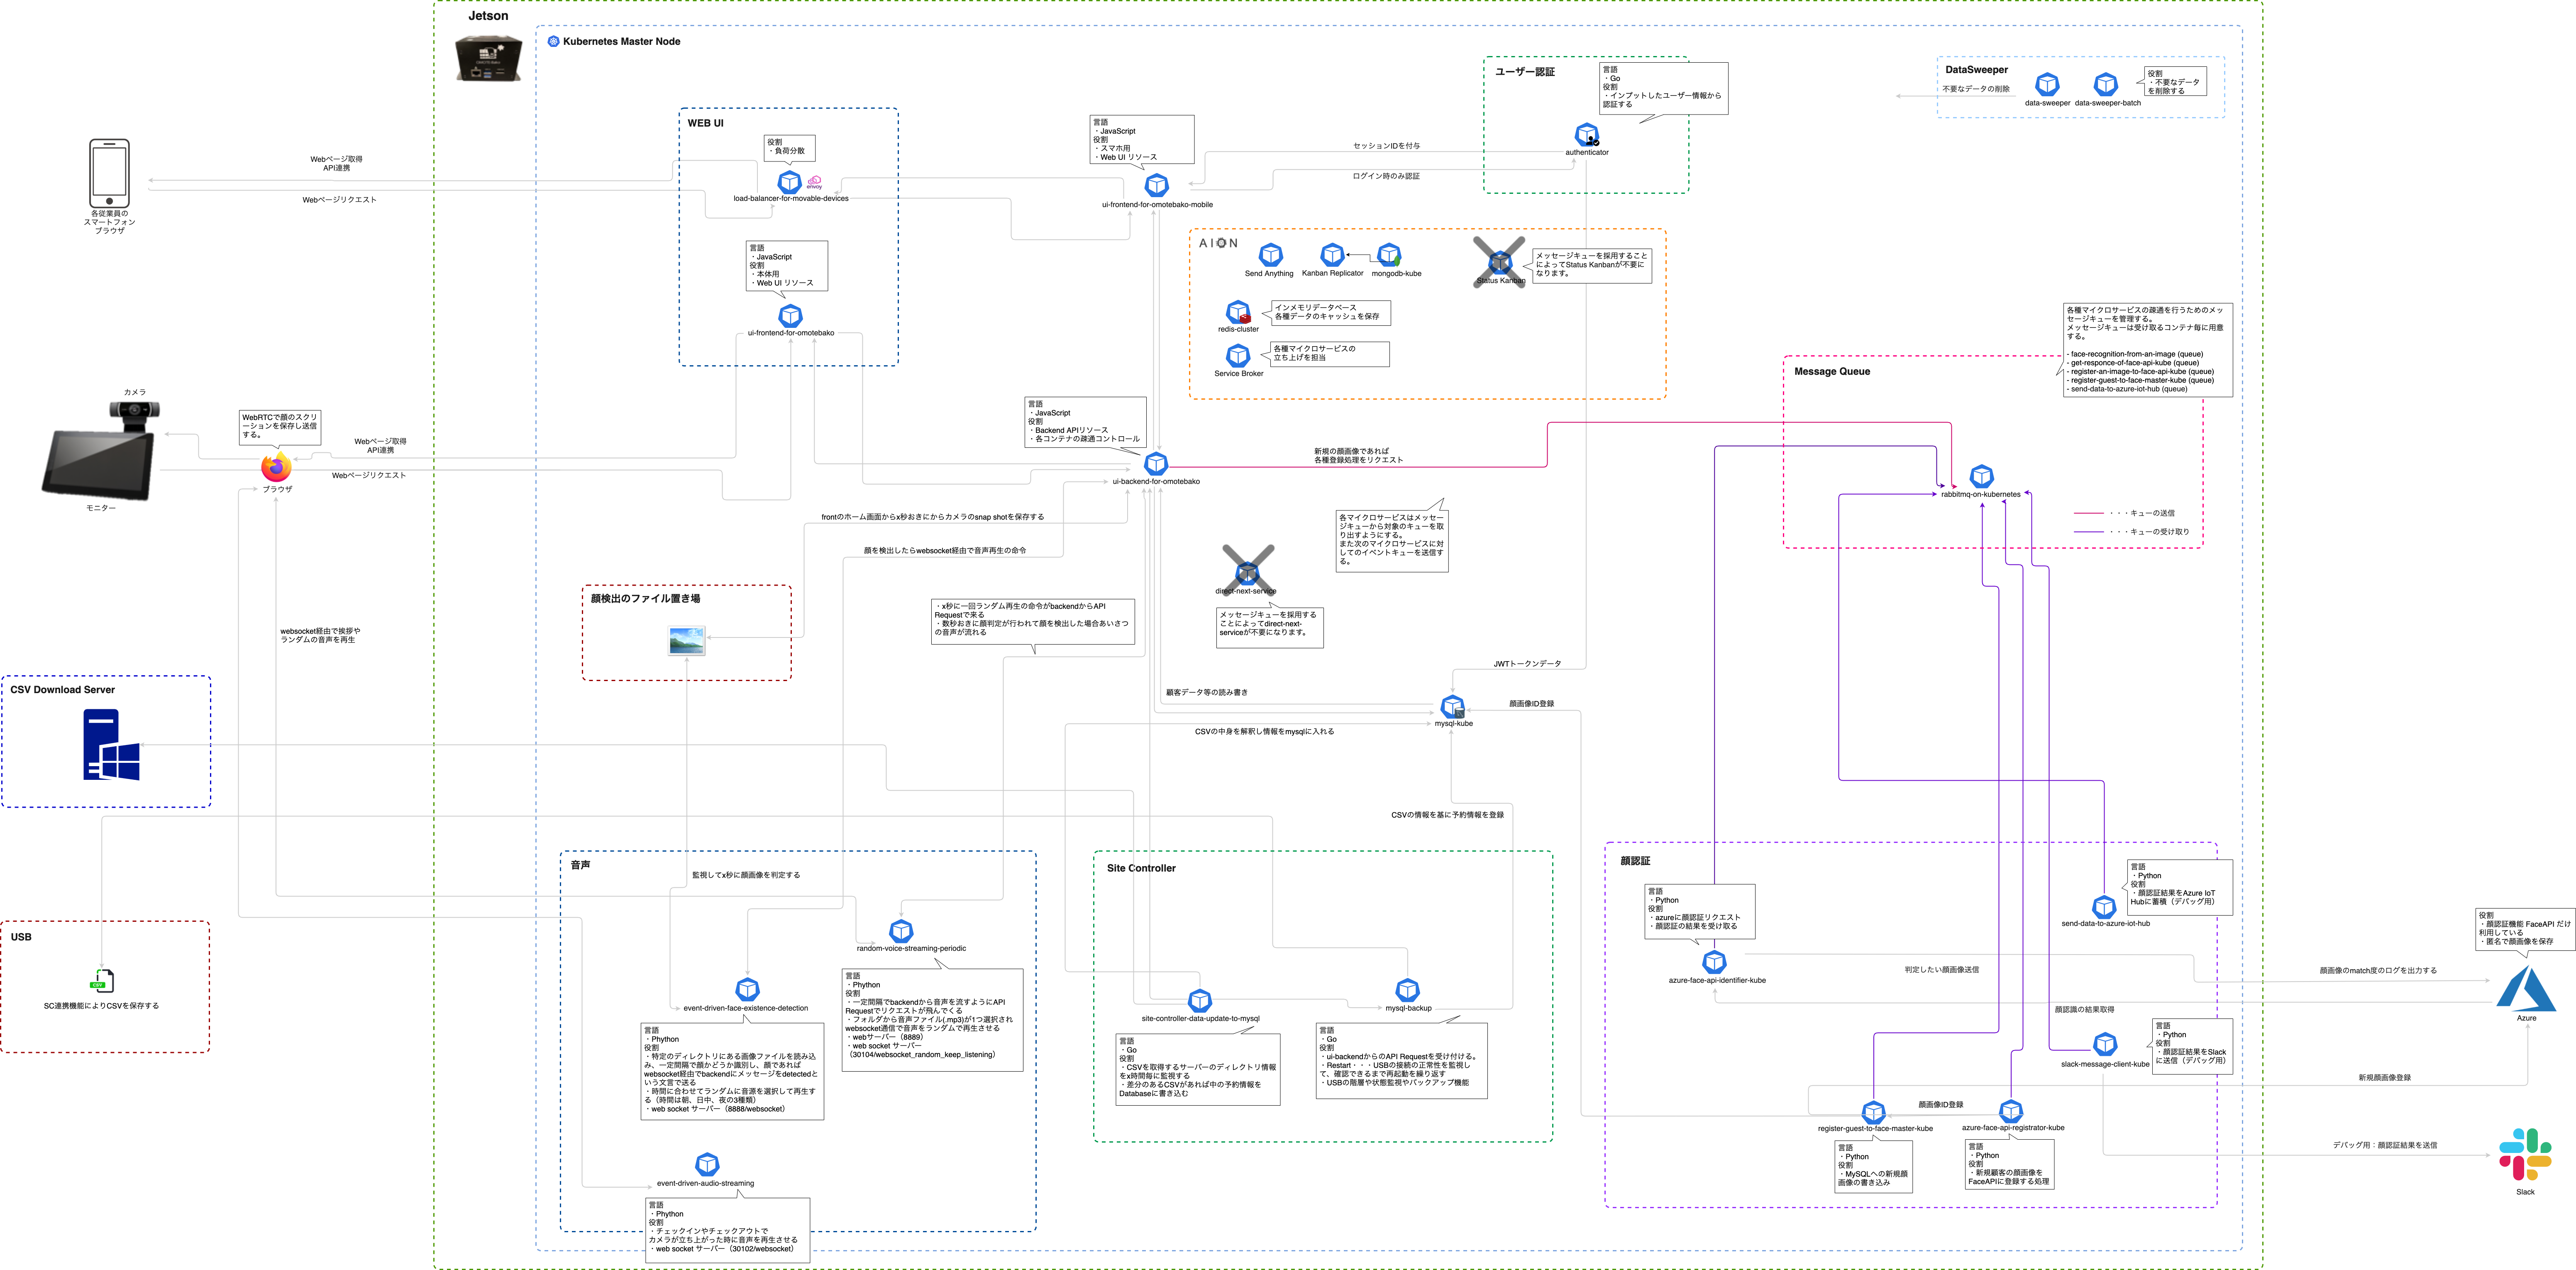 Jetson
Kubernetes Master Node
各従業員の
スマートフォン
ブラウザ
Webページ取得
API連携
Webページリクエスト
WEB UI
役割
・負荷分散
envoy
load-balancer-for-movable-devices
言語
・JavaScript
役割
・本体用
・Web UI リソース
ui-frontend-for-omotebako
言語
・JavaScript
役割
・スマホ用
・Web UI リソース
ui-frontend-for-omotebako-mobile
セッションIDを付与
ログイン時のみ認証
ユーザー認証
言語
・Go
役割
・インプットしたユーザー情報から
認証する
authenticator
DataSweeper
不要なデータの削除
data-sweeper
data-sweeper-batch
役割
・不要なデータ
を削除する
AION
Send Anything
Kanban Replicator
mongodb-kube
Status Kanban
メッセージキューを採用すること
によってStatus Kanbanが不要に
なります。
redis-cluster
インメモリデータベース
各種データのキャッシュを保存
Service Broker
各種マイクロサービスの
立ち上げを担当
各種マイクロサービスの疎通を行うためのメッ
セージキューを管理する。
メッセージキューは受け取るコンテナ毎に用意
する。
- face-recognition-from-an-image (queue)
- get-responce-of-face-api-kube (queue)
- register-an-image-to-face-api-kube (queue)
- register-guest-to-face-master-kube (queue)
- send-data-to-azure-iot-hub (queue)
Message Queue
rabbitmq-on-kubernetes
・・・キューの送信
・・・キューの受け取り
カメラ
モニター
WebRTCで顔のスクリ
ーションを保存し送信
する。
ブラウザ
Webページ取得
API連携
Webページリクエスト
言語
・JavaScript
役割
・Backend APIリソース
・各コンテナの疎通コントロール
ui-backend-for-omotebako
新規の顔画像であれば
各種登録処理をリクエスト
frontのホーム画面からx秒おきにからカメラのsnap shotを保存する
顔を検出したらwebsocket経由で音声再生の命令
各マイクロサービスはメッセー
ジキューから対象のキューを取
り出すようにする。
また次のマイクロサービスに対
してのイベントキューを送信す
る。
direct-next-service
メッセージキューを採用する
ことによってdirect-next-
serviceが不要になります。
顔検出のファイル置き場
・x秒に一回ランダム再生の命令がbackendからAPI
Requestで来る
・数秒おきに顔判定が行われて顔を検出した場合あいさつ
の音声が流れる
websocket経由で挨拶や
ランダムの音声を再生
JWTトークンデータ
顧客データ等の読み書き
mysql-kube
顔画像ID登録
CSVの中身を解釈し情報をmysqlに入れる
CSVの情報を基に予約情報を登録
CSV Download Server
USB
CSV
SC連携機能によりCSVを保存する
音声
監視してx秒に顔画像を判定する
random-voice-streaming-periodic
言語
・Phython
役割
・一定間隔でbackendから音声を流すようにAPI
Requestでリクエストが飛んでくる
・フォルダから音声ファイル(.mp3)が1つ選択され
websocket通信で音声をランダムで再生させる
・webサーバー（8889）
・web socket サーバー
（30104/websocket_random_keep_listening）
event-driven-face-existence-detection
言語
・Phython
役割
・特定のディレクトリにある画像ファイルを読み込
み、一定間隔で顔かどうか識別し、顔であれば
websocket経由でbackendにメッセージをdetectedと
いう文言で送る
・時間に合わせてランダムに音源を選択して再生す
る（時間は朝、日中、夜の3種類）
・web socket サーバー（8888/websocket）
event-driven-audio-streaming
言語
・Phython
役割
・チェックインやチェックアウトで
カメラが立ち上がった時に音声を再生させる
・web socket サーバー（30102/websocket）
Site Controller
site-controller-data-update-to-mysql
言語
・Go
役割
・CSVを取得するサーバーのディレクトリ情報
をx時間毎に監視する
・差分のあるCSVがあれば中の予約情報を
Databaseに書き込む
mysql-backup
言語
・Go
役割
・ui-backendからのAPI Requestを受け付ける。
・Restart・・・USBの接続の正常性を監視し
て、確認できるまで再起動を繰り返す
・USBの階層や状態監視やバックアップ機能
顔認証
言語
・Python
役割
・azureに顔認証リクエスト
・顔認証の結果を受け取る
azure-face-api-identifier-kube
言語
・Python
役割
・顔認証結果をAzure IoT
Hubに蓄積（デバッグ用）
send-data-to-azure-iot-hub
判定したい顔画像送信
顔認識の結果取得
言語
・Python
役割
・顔認証結果をSlack
に送信（デバッグ用）
slack-message-client-kube
顔画像ID登録
register-guest-to-face-master-kube
言語
・Python
役割
・MySQLへの新規顔
画像の書き込み
azure-face-api-registrator-kube
言語
・Python
役割
・新規顧客の顔画像を
FaceAPIに登録する処理
役割
・顔認証機能 FaceAPI だけ
利用している
・匿名で顔画像を保存
顔画像のmatch度のログを出力する
Azure
新規顔画像登録
デバッグ用：顔認証結果を送信
Slack